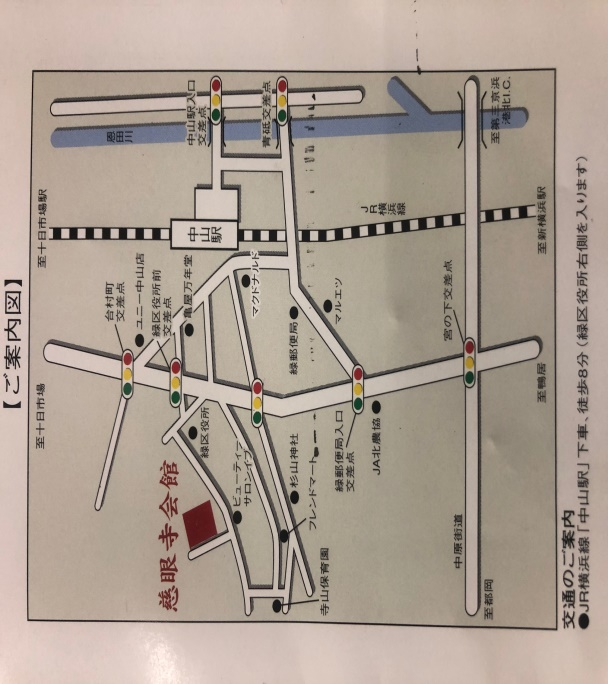 【ご案内図】
至十日市場
至十日市場駅
台村町
交差点
ユニー中山店
緑区役所前
交差点
亀屋万年堂
中山駅
中山駅入口
交差点
恩田川
青砥交差点
マクドナルド
緑郵便局
マルエツ
JR横浜線
緑区役所
慈眼寺会館
ビューティー
サロンイブ
杉山神社
フレンドマート
寺山保育園
緑郵便局入口
交差点
JA北農協
宮の下交差点
中原街道
至都岡
至鴨居
至新横浜駅
至第三京浜
港北I.C.
交通のご案内
●JR横浜線「中山駅」下車、徒歩8分（緑区役所右側を入ります）